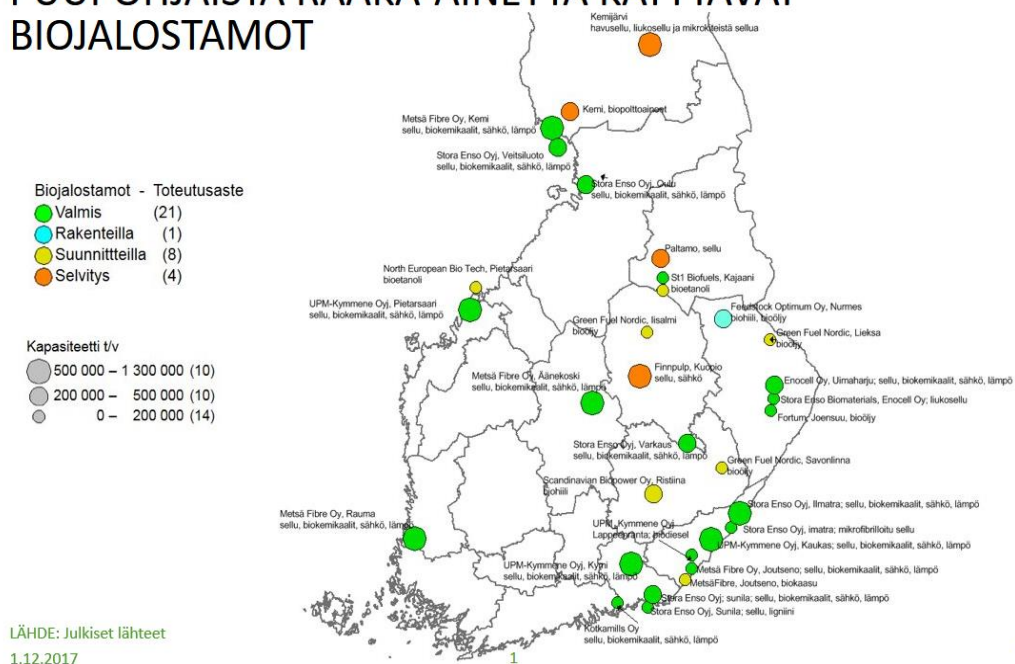 PUUPOHJAISTA RAAKA-AINETTA KÄYTTÄVÄT
BIOJALOSTAMOT
Kemijärvi
havusellu, liukosellu ja mikrokiteistä sellua
Kemi, biopolttoaineet
Metsä Fibre Oy, Kemi
sellu, biokemikaalit, sähkö, lämpö
Stora Enso Oyj, Veitsiluoto
sellu, biokemikaalit, sähkö, lämpö
Stora Enso Oyj, Oulu
sellu, biokemikaalit, sähkö, lämpö
Biojalostamot - Toteutusaste
Valmis (21)
Rakenteilla (1)
Suunnittteilla (8)
Selvitys (4)
Paltamo, sellu
St1 Biofuels, Kajaani
bioetanoli
North European Bio Tech, Pietarsaari
bioetanoli
UPM-Kymmene Oyj, Pietarsaari
sellu, biokemikaalit, sähkö, lämpö
Green Fuel Nordic, Iisalmi
bioöljy
Feedstock Optimum Oy, Nurmes
biohiili, bioöljy
Green Fuel Nordic, Lieksa
bioöljy
Kapasiteetti t/v
500 000 – 1 300 000 (10)
200 000 – 500 000 (10)
0 – 200 000 (14)
Metsä Fibre Oy, Äänekoski
sellu, biokemikaalit, sähkö, lämpö
Finnpulp, Kuopio
sellu, sähkö
Enocell Oy, Uimaharju; sellu, biokemikaalit, sähkö, lämpö
Stora Enso Biomaterials, Enocell Oy; liukosellu
Fortum, Joensuu, bioöljy
Stora Enso Oyj, Varkaus
sellu, biokemikaalit, sähkö, lämpö
Green Fuel Nordic, Savonlinna
bioöljy
Scandinavian Biopower Oy, Ristiina
biohiili
Metsä Fibre Oy, Rauma
sellu, biokemikaalit, sähkö, lämpö
Stora Enso Oyj, Ilmatra; sellu, biokemikaalit, sähkö, lämpö
Stora Enso Oyj, imatra; mikrofibrilloitu sellu
UPM_Kymmene Oyj
Lappeenranta; biodiesel
UPM-Kymmene Oyj, Kaukas; sellu, biokemikaalit, sähkö, lämpö
UPM-Kymmene Oyj, Kymi
sellu, biokemikaalit, sähkö, lämpö
Metsä Fibre Oy, Joutseno; sellu, biokemikaalit, sähkö, lämpö
MetsäFibre, Joutseno, biokaasu
Stora Enso Oyj; sunila; sellu, biokemikaalit, sähkö, lämpö
Stora Enso Oyj, Sunila; sellu, ligniini
Kotkamills Oy
sellu, biokemikaalit, sähkö, lämpö
LÄHDE: Julkiset lähteet
1.12.2017
1